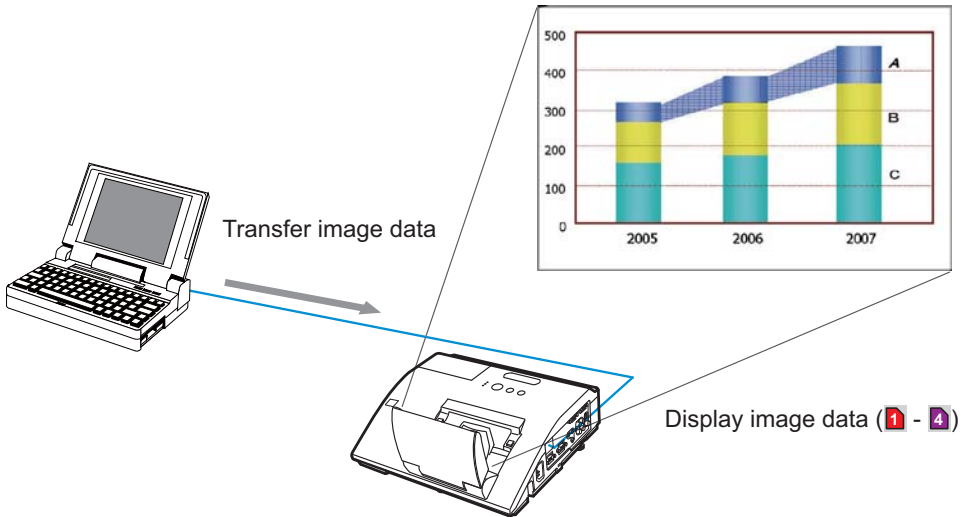 500
400
300
200
100
0
A
B
C
2005 2006 2007
Transfer image data
Display image data (1 - 4)